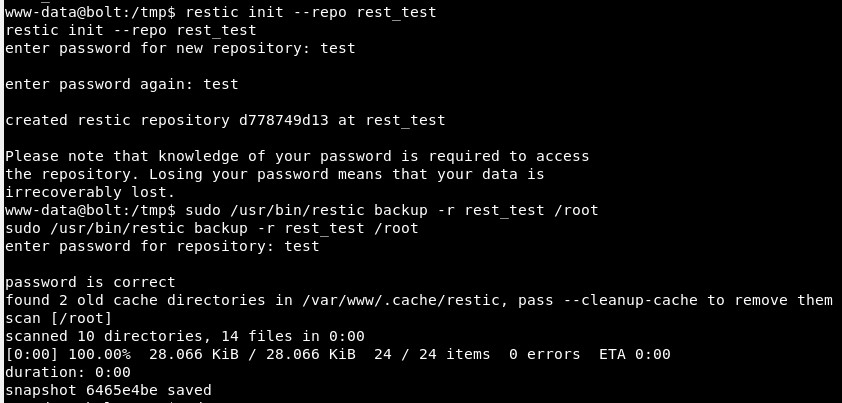 www-data@bolt:/tmp$ restic init --repo rest_test
restic init --repo rest_test
enter password for new repository: test
enter password again: test
created restic repository d778749d13 at rest_test
Please note that knowledge of your password is required to access
the repository. Losing your password means that your data is
irrecoverably lost.
www-data@bolt:/tmp$ sudo /usr/bin/restic backup -r rest_test /root
sudo /usr/bin/restic backup -r rest_test /root
enter password for repository: test
password is correct
found 2 old cache directories in /var/www/.cache/restic, pass --cleanup-cache to remove them
scan [/root]
scanned 10 directories, 14 files in 0:00
[0:00] 100.00%  28.066 KiB / 28.066 KiB  24 / 24 items  0 errors  ETA 0:00
duration: 0:00
snapshot 6465e4be saved